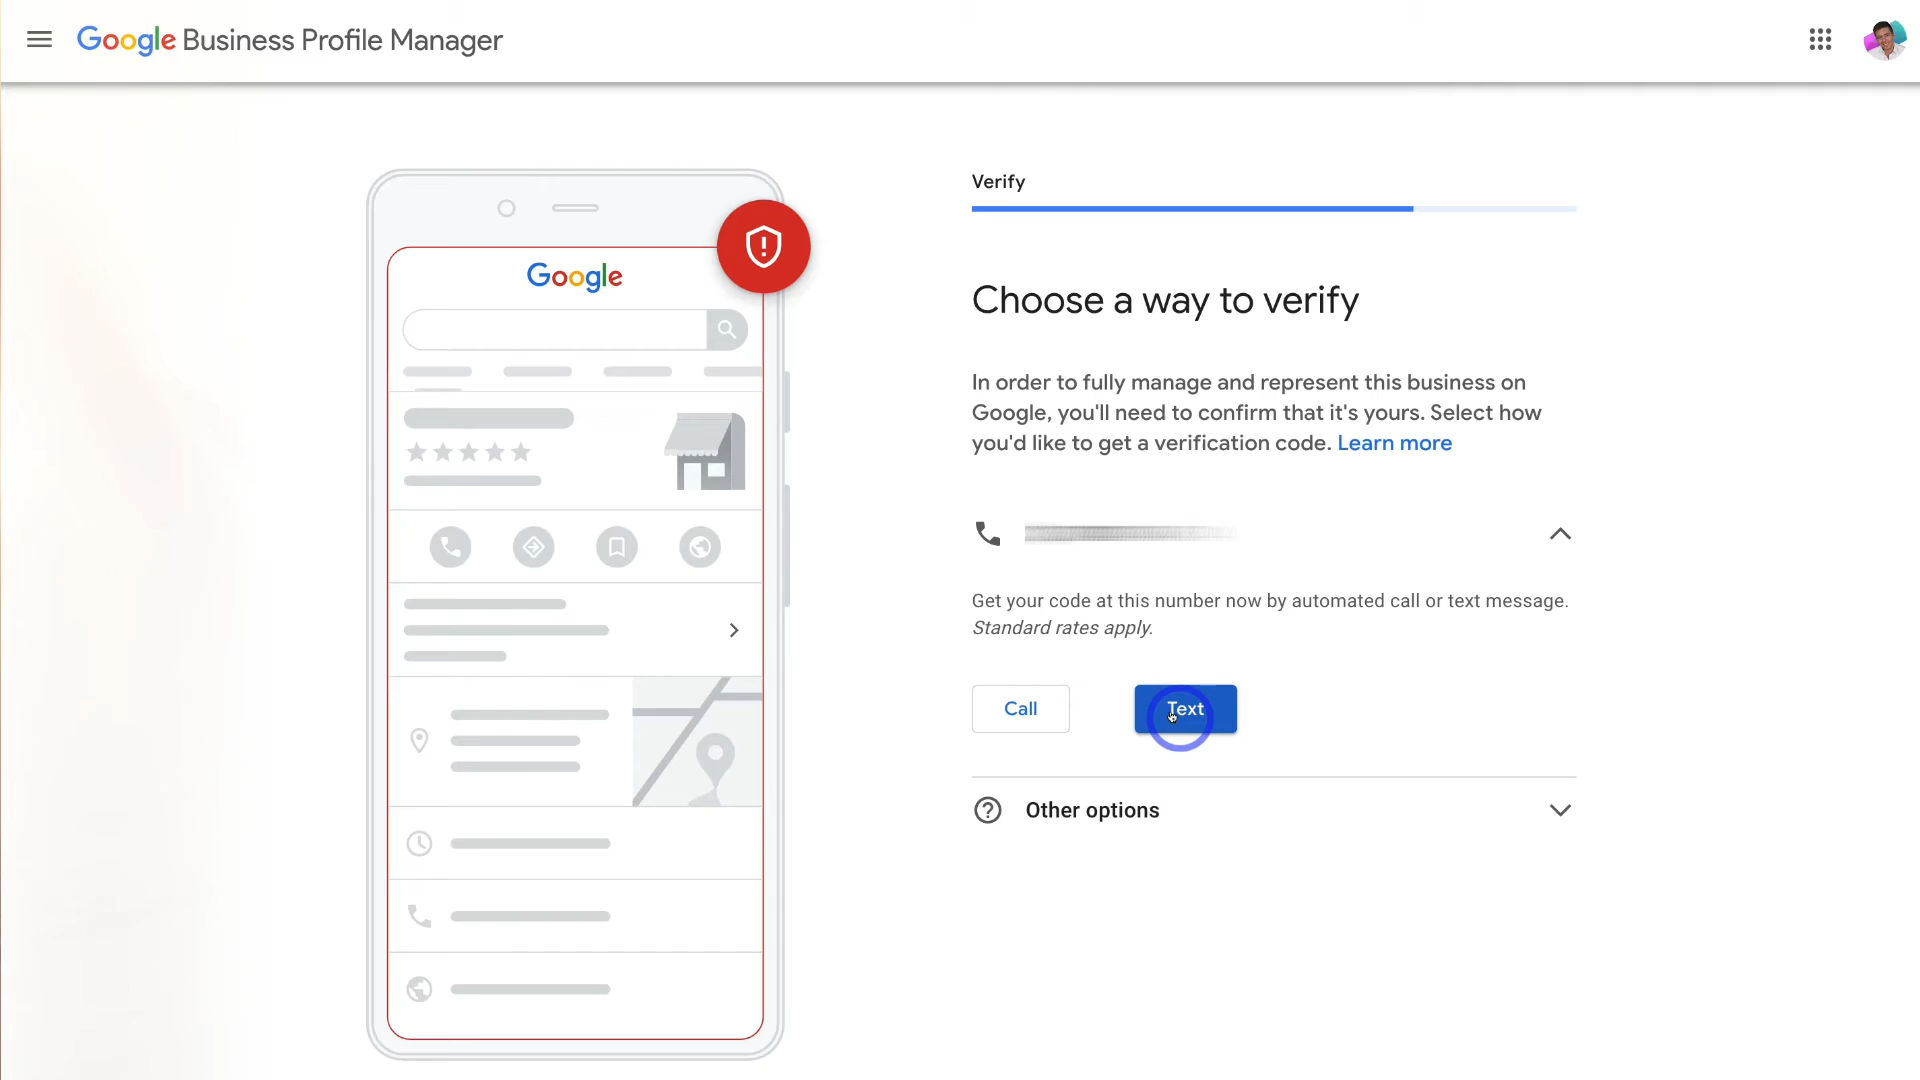 Google Business Profile Manager
Google
Verify
Choose a way to verify
In order to fully manage and represent this business on
Google, you'll need to confirm that it's yours. Select how
you'd like to get a verification code. Learn more
Get your code at this number now by automated call or text message.
Standard rates apply.
Call
Text
Other options